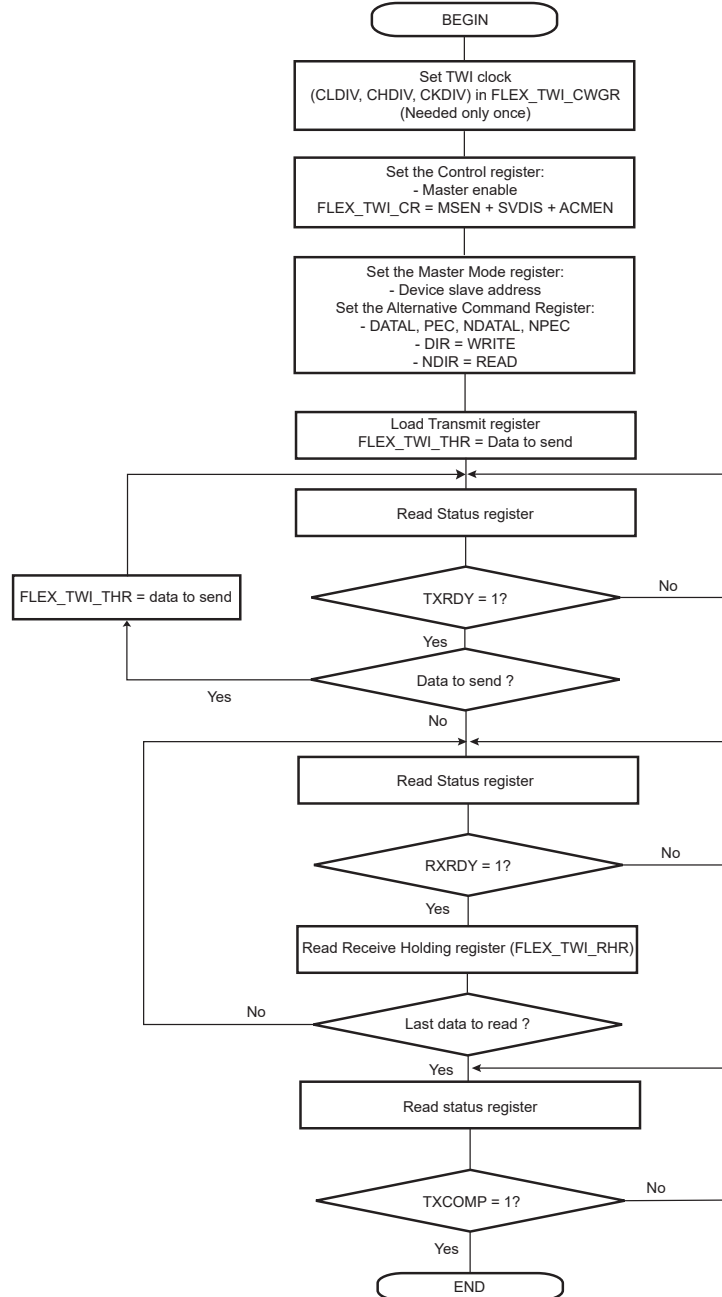 BEGIN
Set TWI clock
(CLDIV, CHDIV, CKDIV) in FLEX_TWI_CWGR
(Needed only once)
Set the Control register:
- Master enable
FLEX_TWI_CR = MSEN + SVDIS + ACMEN
Set the Master Mode register:
- Device slave address
Set the Alternative Command Register:
- DATAL, PEC, NDATAL, NPEC
- DIR = WRITE
- NDIR = READ
Load Transmit register
FLEX_TWI_THR = Data to send
Read Status register
FLEX_TWI_THR = data to send
TXRDY = 1?
No
Yes
Data to send ?
Yes
No
Read Status register
RXRDY = 1?
No
Yes
Read Receive Holding register (FLEX_TWI_RHR)
No
Last data to read ?
Yes
Read status register
TXCOMP = 1?
No
Yes
END